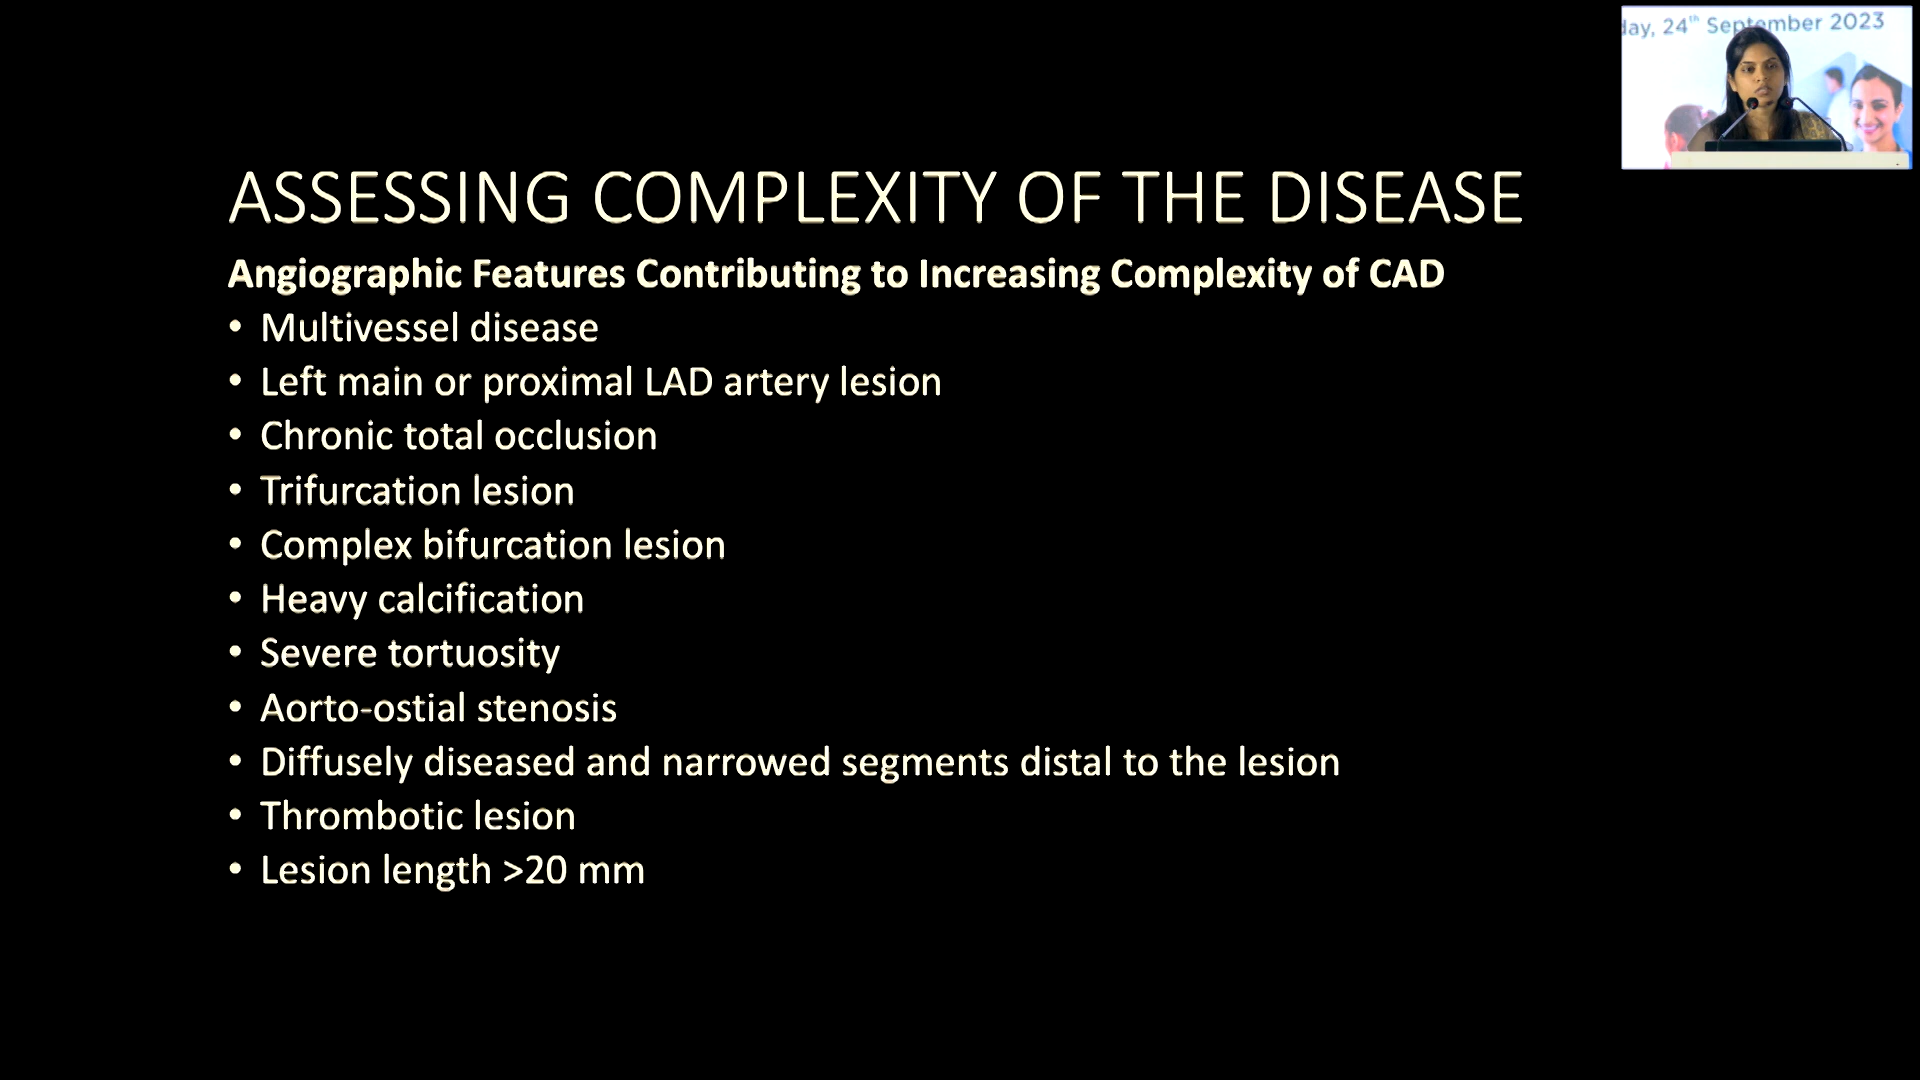 day, 24th September 2023
ASSESSING COMPLEXITY OF THE DISEASE
Angiographic Features Contributing to Increasing Complexity of CAD
• Multivessel disease
• Left main or proximal LAD artery lesion
• Chronic total occlusion
• Trifurcation lesion
• Complex bifurcation lesion
• Heavy calcification
• Severe tortuosity
• Aorto-ostial stenosis
• Diffusely diseased and narrowed segments distal to the lesion
• Thrombotic lesion
• Lesion length >20 mm